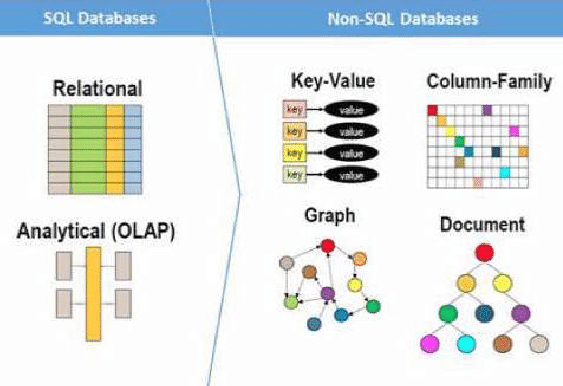 SQL Databases
Non-SQL Databases
Relational
Analytical (OLAP)
Key-Value
key value
key value
key value
key value
Column-Family
Graph
Document